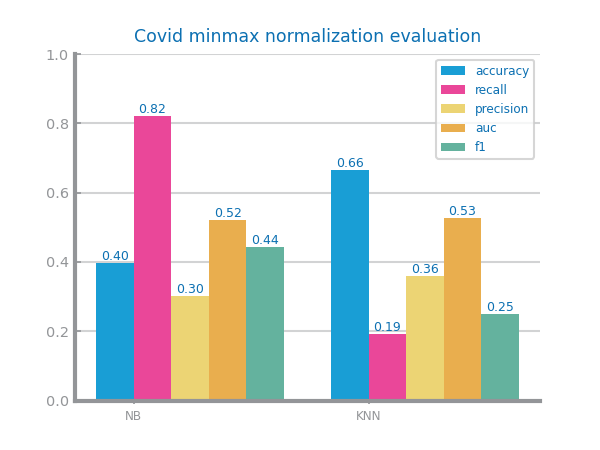 Covid minmax normalization evaluation
1.0
0.8
0.6
0.4
0.2
0.0
accuracy
recall
precision
auc
f1
0.40
0.82
0.30
0.52
0.44
0.66
0.19
0.36
0.53
0.25
NB
KNN